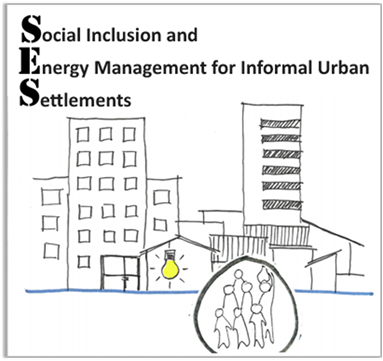 Social Inclusion and
Energy Management for Informal Urban
Settlements